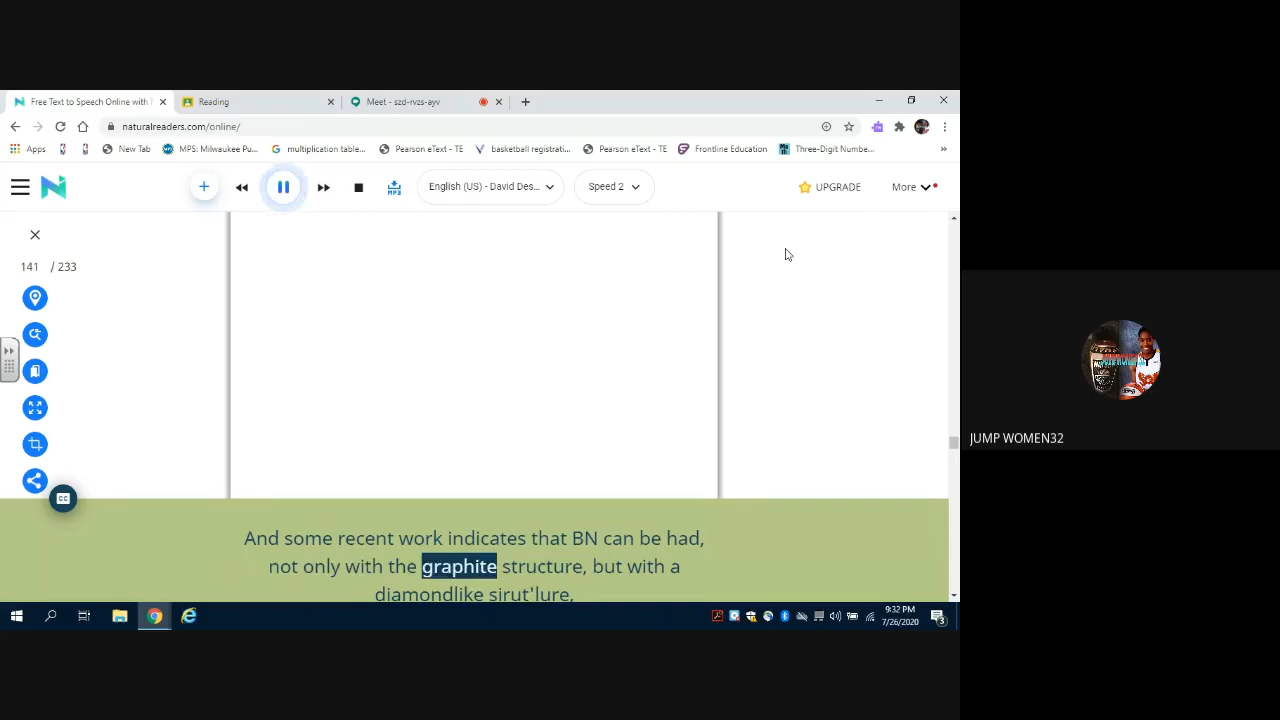 Free Text to Speech Online with
Reading
Meet - szd-rvzs-ayv
naturalreaders.com/online/
Apps
New Tab
MPS: Milwaukee Pu...
multiplication table...
Pearson eText - TE
basketball registrati...
Pearson eText - TE
Frontline Education
Three-Digit Numbe...
MP3
English (US) - David Des...
Speed 2
UPGRADE
More
141 / 233
JUMP WOMEN32
CC
And some recent work indicates that BN can be had,
not only with the graphite structure, but with a
diamondlike sirut'lure,
9:32 PM
7/26/2020
3